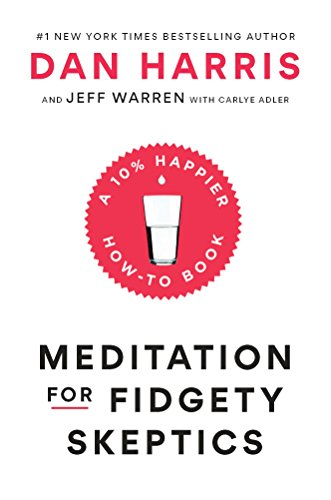 #1 NEW YORK TIMES BESTSELLING AUTHOR
DAN HARRIS
AND JEFF WARREN WITH CARLYE ADLER
A 10% HAPPIER
HOW-TO BOOK
MEDITATION
FOR FIDGETY
SKEPTICS